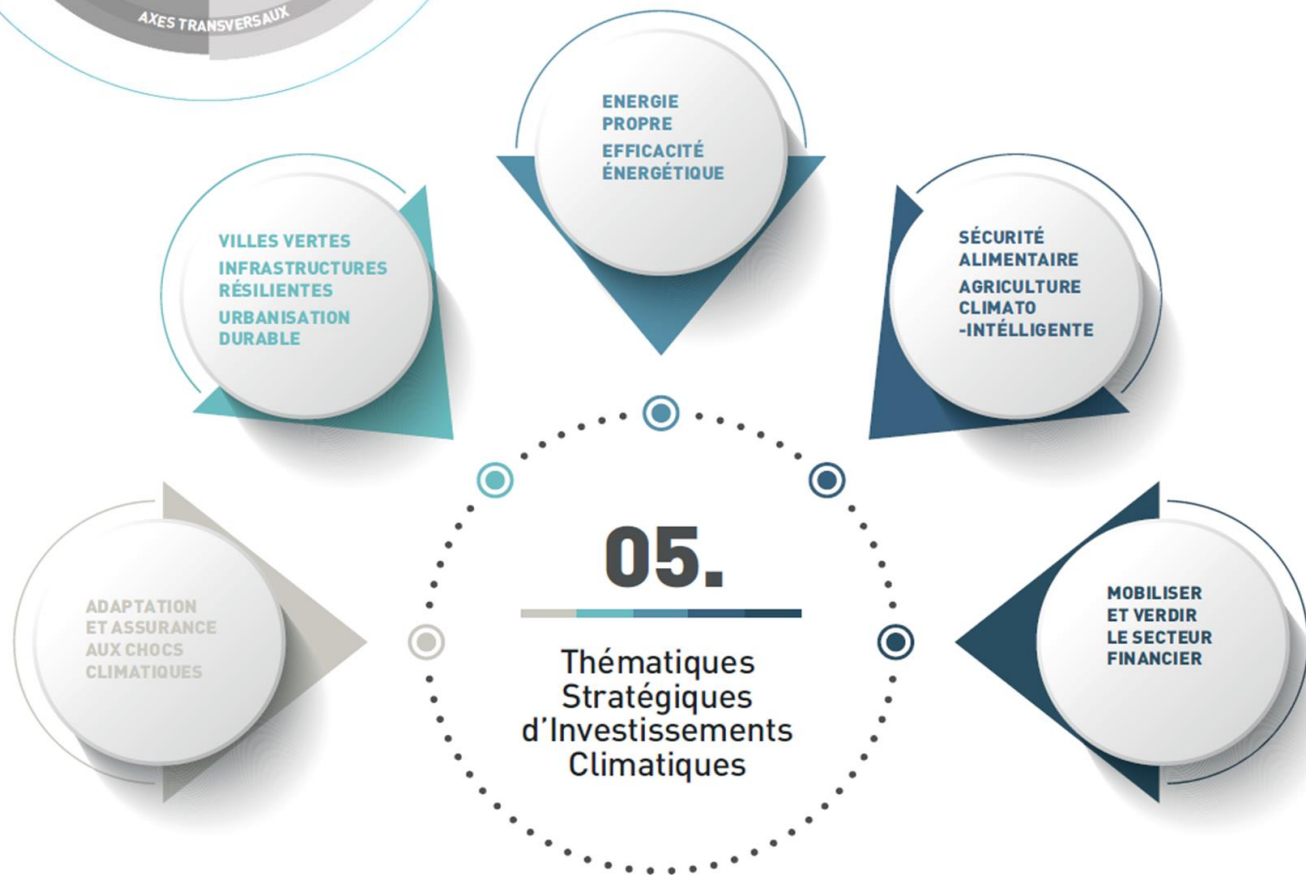 AXES TRANSVERSAUX
ENERGIE
PROPRE
EFFICACITÉ
ÉNERGÉTIQUE
VILLES VERTES
INFRASTRUCTURES
RÉSILIENTES
URBANISATION
DURABLE
SÉCURITÉ
ALIMENTAIRE
AGRICULTURE
CLIMATO
-INTÉLLIGENTE
ADAPTATION
ET ASSURANCE
AUX CHOCS
CLIMATIQUES
MOBILISER
ET VERDIR
LE SECTEUR
FINANCIER
05.
Thématiques
Stratégiques
d’Investissements
Climatiques